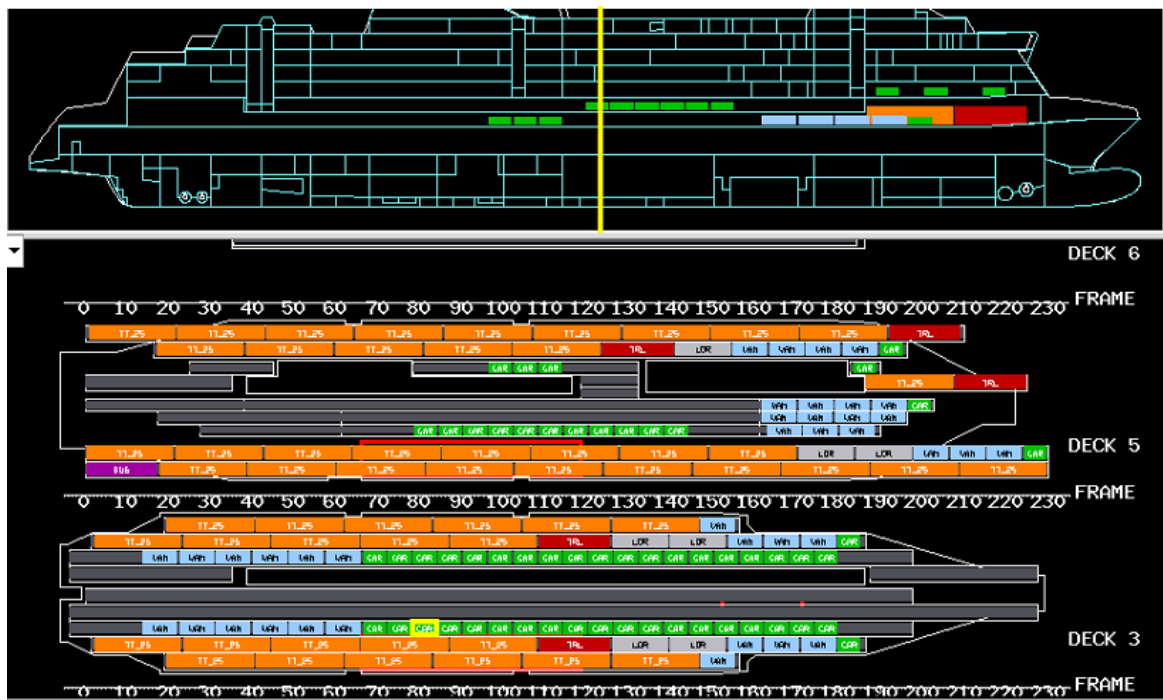 DECK 6
0 10 20 30 40 50 60 70 80 90 100 110 120 130 140 150 160 170 180 190 200 210 220 230 FRAME
TT_25 TT_25 TT_25 TT_25 TT_25 TT_25 TT_25 TT_25 TT_25 TRL
TT_25 TT_25 TT_25 TT_25 TT_25 TRL LOR VAN VAN VAN VAN CAR
CAR CAR CAR CAR
TT_25 TRL
VAN VAN VAN VAN CAR
VAN VAN VAN VAN
CAR CAR CAR CAR CAR CAR CAR CAR CAR CAR CAR VAN VAN VAN
DECK 5
TT_25 TT_25 TT_25 TT_25 TT_25 TT_25 TT_25 TT_25 LOR LOR VAN VAN VAN CAR
BUS TT_25 TT_25 TT_25 TT_25 TT_25 TT_25 TT_25 TT_25 TT_25 TT_25
0 10 20 30 40 50 60 70 80 90 100 110 120 130 140 150 160 170 180 190 200 210 220 230 FRAME
TT_25 TT_25 TT_25 TT_25 TT_25 TT_25 VAN
TT_25 TT_25 TT_25 TT_25 TT_25 TRL LOR LOR VAN VAN VAN CAR
VAN VAN VAN VAN VAN VAN CAR CAR CAR CAR CAR CAR CAR CAR CAR CAR CAR CAR CAR CAR CAR CAR CAR CAR CAR
VAN VAN VAN VAN VAN VAN CAR CAR CAR CAR CAR CAR CAR CAR CAR CAR CAR CAR CAR CAR CAR CAR CAR CAR CAR
DECK 3
TT_25 TT_25 TT_25 TT_25 TT_25 TRL LOR LOR VAN VAN VAN CAR
TT_25 TT_25 TT_25 TT_25 TT_25 TT_25 VAN
0 10 20 30 40 50 60 70 80 90 100 110 120 130 140 150 160 170 180 190 200 210 220 230 FRAME